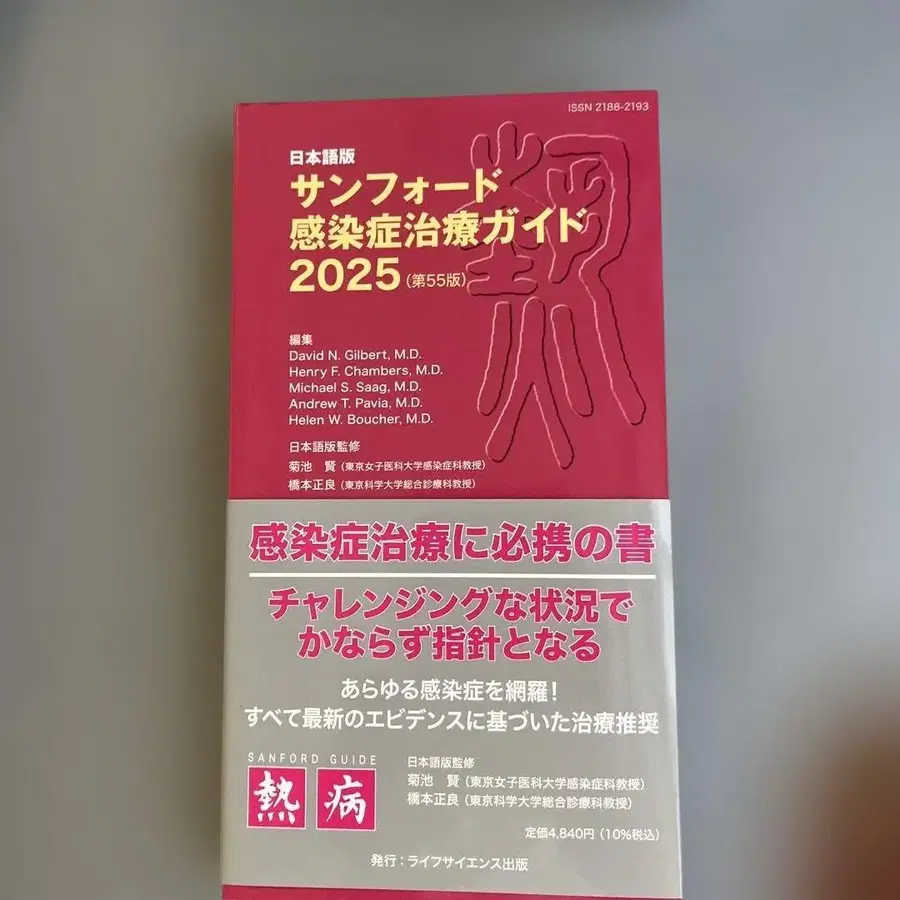 ISSN 2188-2193
日本語版
サンフォード
感染症治療ガイド
2025(第55版)
熱
編集
David N. Gilbert, M.D.
Henry F. Chambers, M.D.
Michael S. Saag, M.D.
Andrew T. Pavia, M.D.
Helen W. Boucher, M.D.
日本語版監修
菊池 賢(東京女子医科大学感染症科教授)
橋本正良(東京科学大学総合診療科教授)
感染症治療に必携の書
チャレンジングな状況で
かならず指針となる
あらゆる感染症を網羅!
すべて最新のエビデンスに基づいた治療推奨
SANFORD GUIDE
熱病
日本語版監修
菊池 賢(東京女子医科大学感染症科教授)
橋本正良(東京科学大学総合診療科教授)
定価4,840円(10%税込)
発行:ライフサイエンス出版